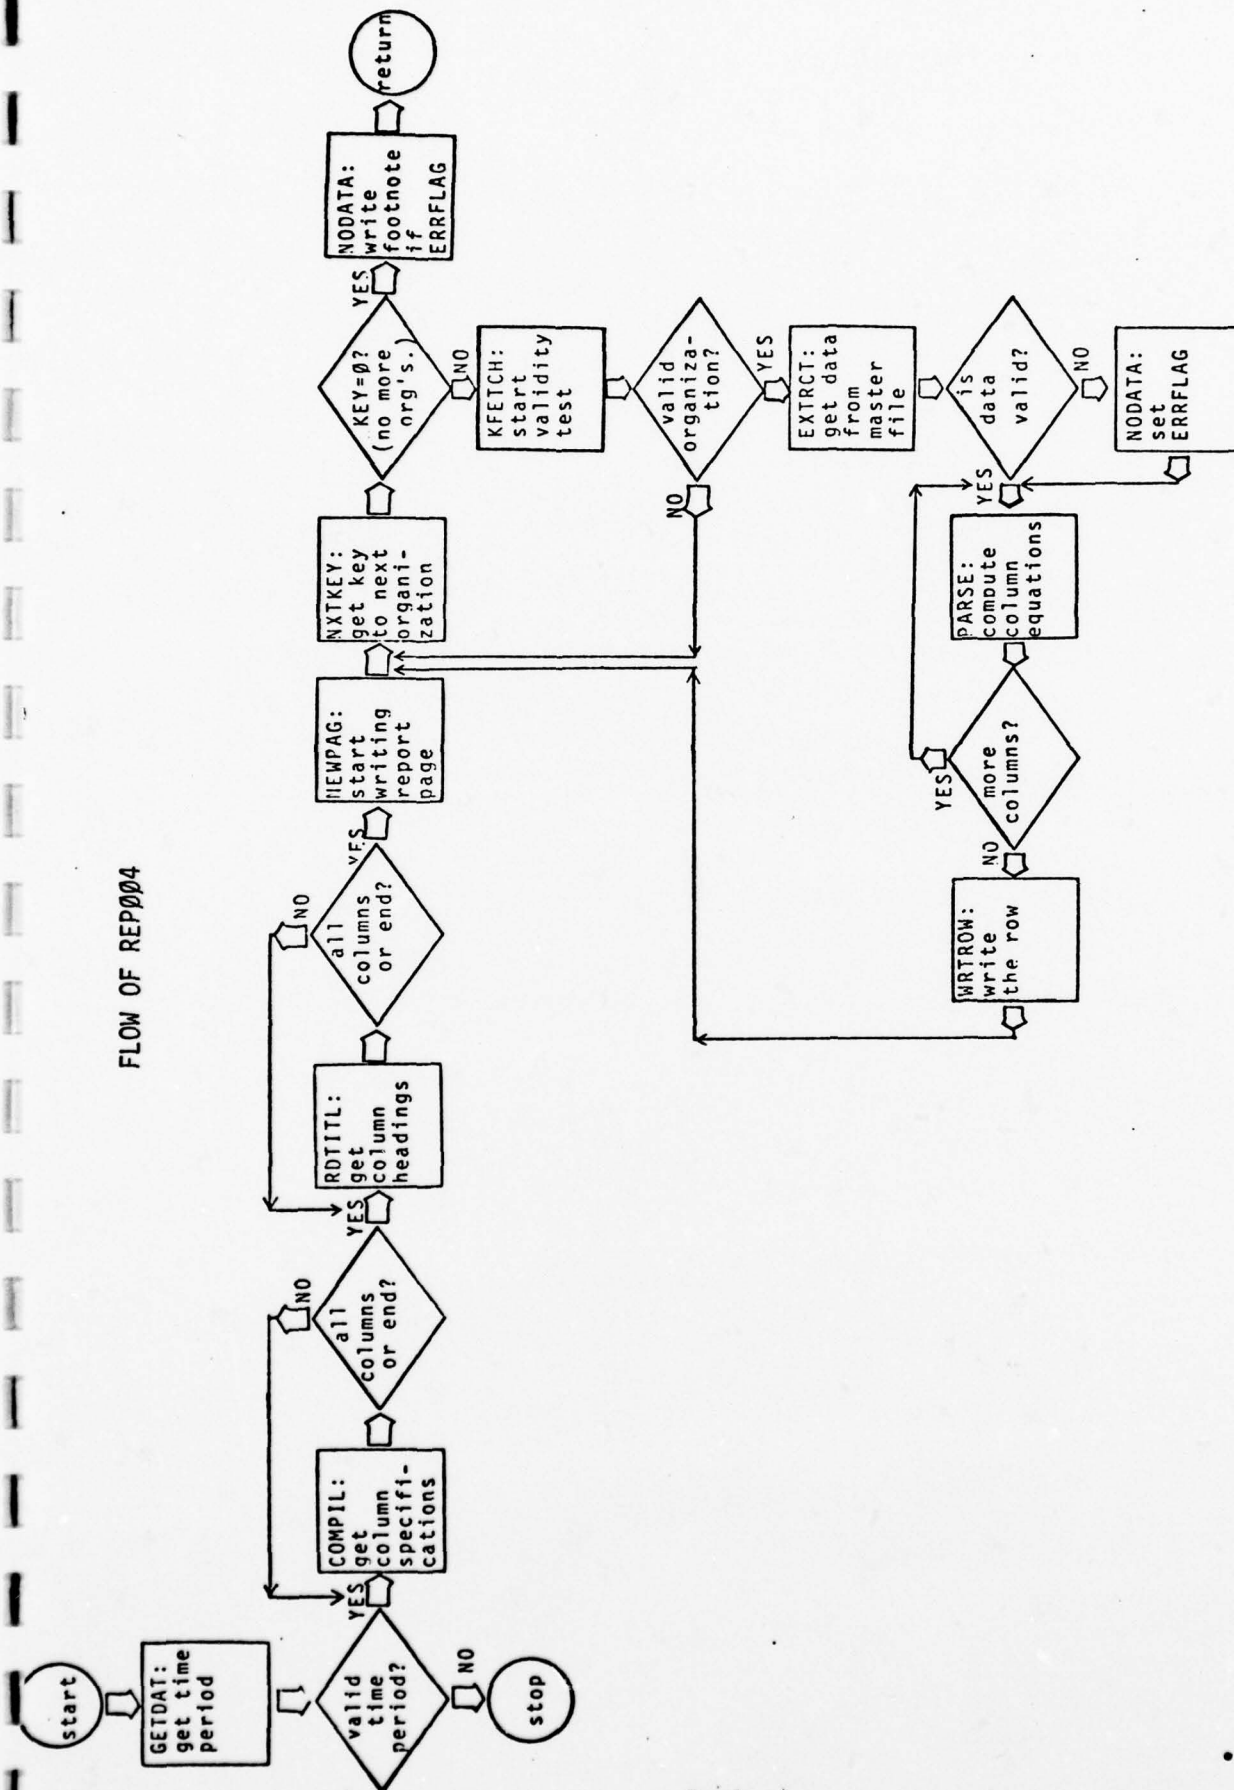 FLOW OF REPØØ4
start
GETDAT:
get time
period
valid
time
period?
NO
stop
YES
COMPIL:
get
column
specifi-
cations
all
columns
or end?
NO
YES
RDTITL:
get
column
headings
all
columns
or end?
NO
YES
NEWPAG:
start
writing
report
page
NXTKEY:
get key
to next
organi-
zation
KEY=Ø?
(no more
org's.)
YES
NODATA:
write
footnote
if
ERRFLAG
return
NO
KFETCH:
start
validity
test
valid
organiza-
tion?
NO
YES
EXTRCT:
get data
from
master
file
is
data
valid?
NO
NODATA:
set
ERRFLAG
YES
PARSE:
compute
column
equations
more
columns?
YES
NO
WRTROW:
write
the row